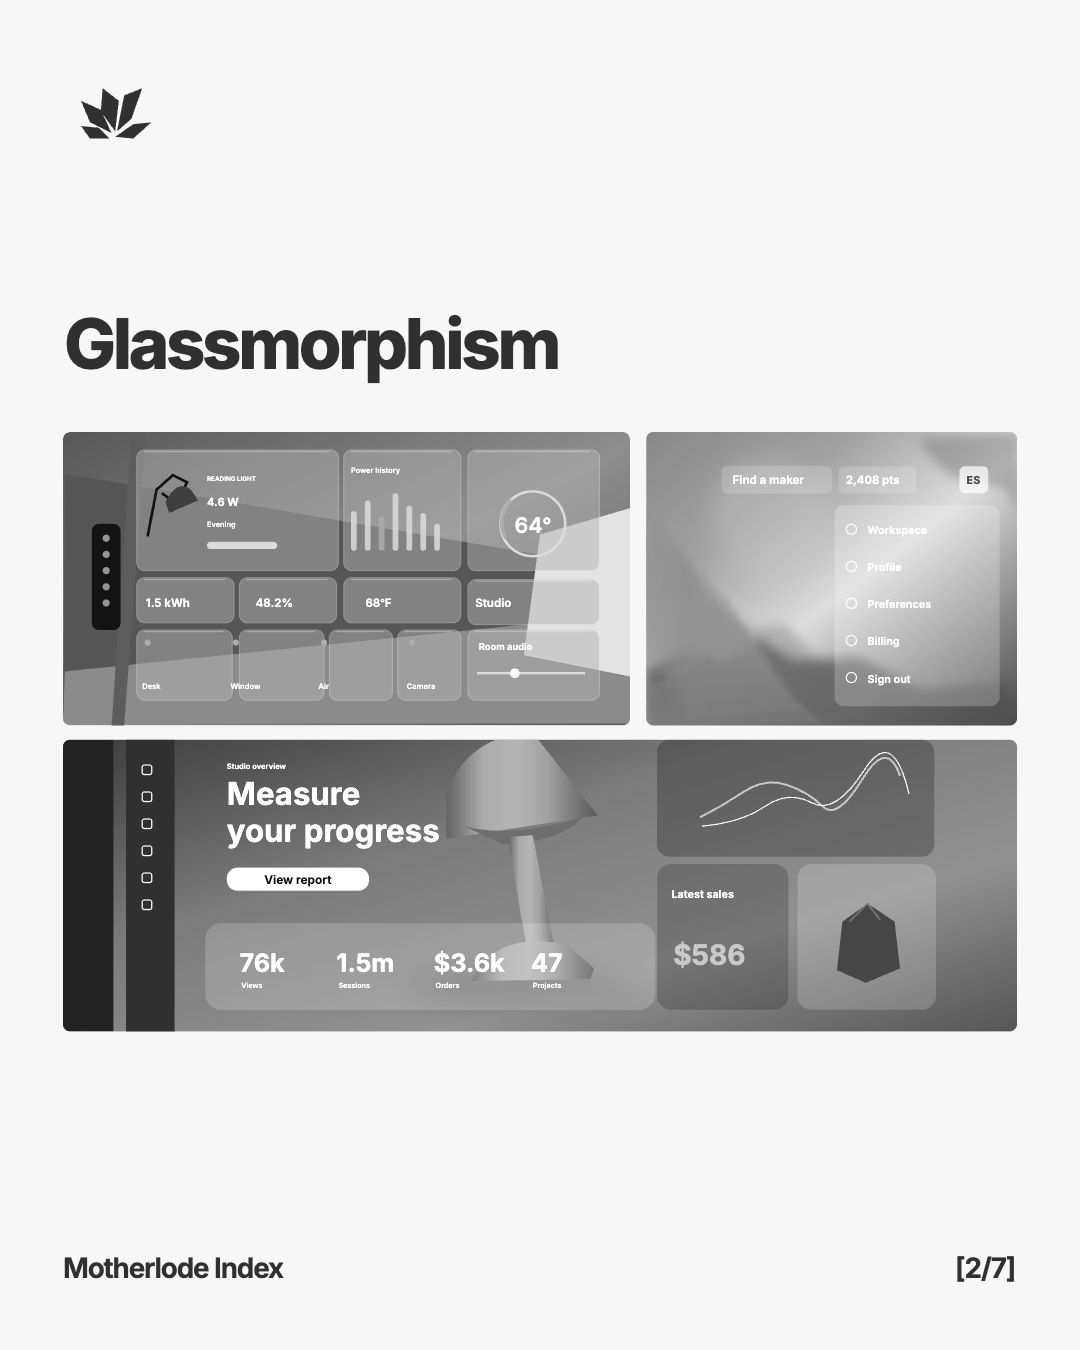 Glassmorphism
READING LIGHT
4.6 W
Evening
Power history
64°
1.5 kWh
48.2%
68°F
Studio
Desk
Window
Air
Camera
Room audio
Find a maker
2,408 pts
ES
Workspace
Profile
Preferences
Billing
Sign out
Studio overview
Measure
your progress
View report
76k
Views
1.5m
Sessions
$3.6k
Orders
47
Projects
Latest sales
$586
Motherlode Index
[2/7]